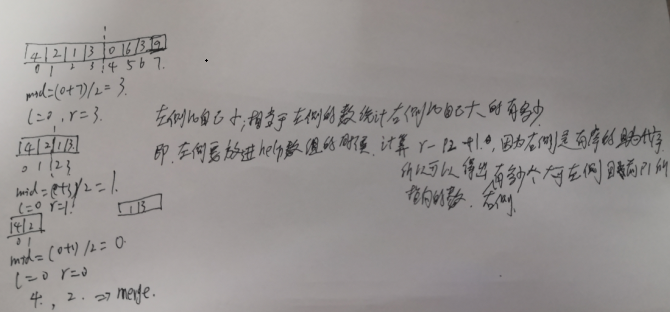 4 2 1 3 0 6 3 9
0 1 2 3 4 5 6 7.
mid=(0+7)/2=3.
l=0, r=3.
4 2 1 3
0 1 2 3
mid=(0+3)/2=1.
l=0 r=1.
1 3
4 2
0 1
mid=(0+1)/2=0
l=0 r=0
4. , 2. => merge.
左侧比自己小;相当于左侧的数统计右侧比自己大的有多少
即.左侧要放进help数组的时候.计算 r-p2+1.因为右侧是有序的
所以可以得出有多少个大于左侧目前p1所
指向的数.右侧.